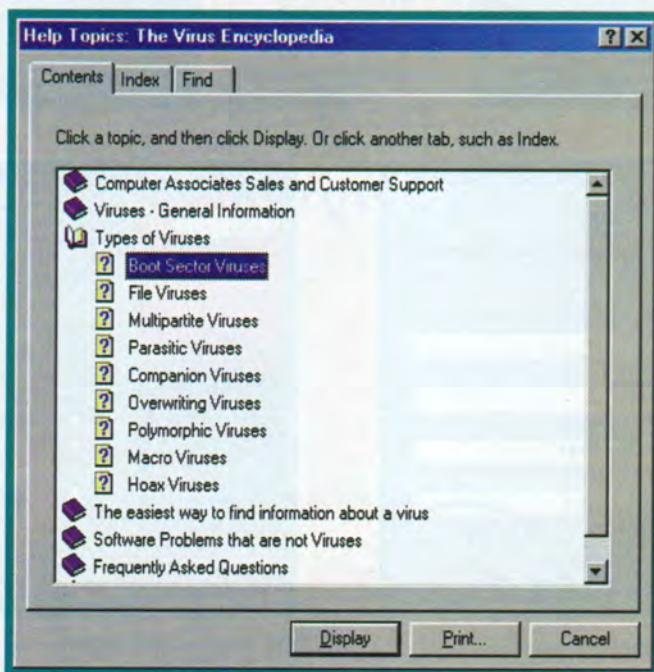 Help Topics: The Virus Encyclopedia
Contents Index Find
Click a topic, and then click Display. Or click another tab, such as Index.
Computer Associates Sales and Customer Support
Viruses - General Information
Types of Viruses
? Boot Sector Viruses
? File Viruses
? Multipartite Viruses
? Parasitic Viruses
? Companion Viruses
? Overwriting Viruses
? Polymorphic Viruses
? Macro Viruses
? Hoax Viruses
The easiest way to find information about a virus
Software Problems that are not Viruses
Frequently Asked Questions
Display Print... Cancel